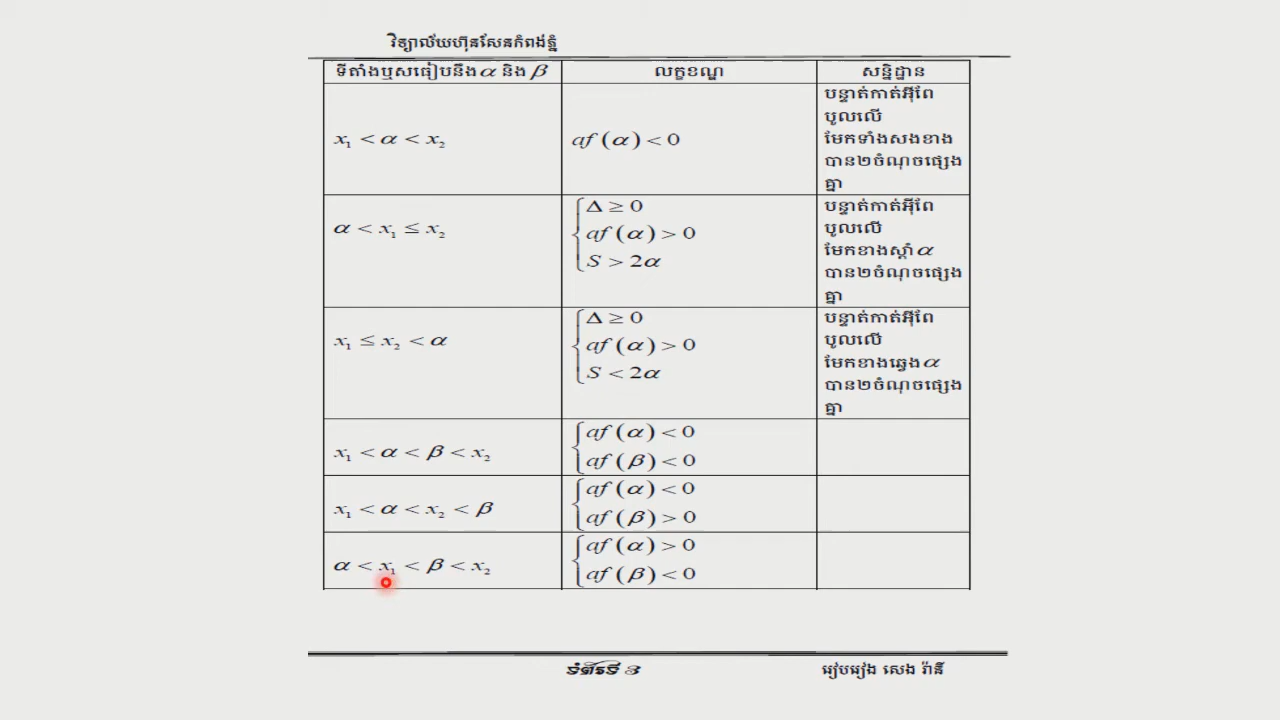 វិទ្យាល័យហ៊ុនសែនកំពង់ភ្នំ
ទីតាំងឬសធៀបនឹង α និង β
លក្ខខណ្ឌ
សន្និដ្ឋាន
x₁ < α < x₂
af(α) < 0
បន្ទាត់កាត់អ៊ីពែ
បូលលើ
មែកទាំងសងខាង
បាន២ចំណុចផ្សេង
គ្នា
α < x₁ ≤ x₂
Δ ≥ 0
af(α) > 0
S > 2α
បន្ទាត់កាត់អ៊ីពែ
បូលលើ
មែកខាងស្តាំ α
បាន២ចំណុចផ្សេង
គ្នា
x₁ ≤ x₂ < α
Δ ≥ 0
af(α) > 0
S < 2α
បន្ទាត់កាត់អ៊ីពែ
បូលលើ
មែកខាងឆ្វេង α
បាន២ចំណុចផ្សេង
គ្នា
x₁ < α < β < x₂
af(α) < 0
af(β) < 0
x₁ < α < x₂ < β
af(α) < 0
af(β) > 0
α < x₁ < β < x₂
af(α) > 0
af(β) < 0
ទំព័រទី 3
រៀបរៀង សេង រ៉ានី